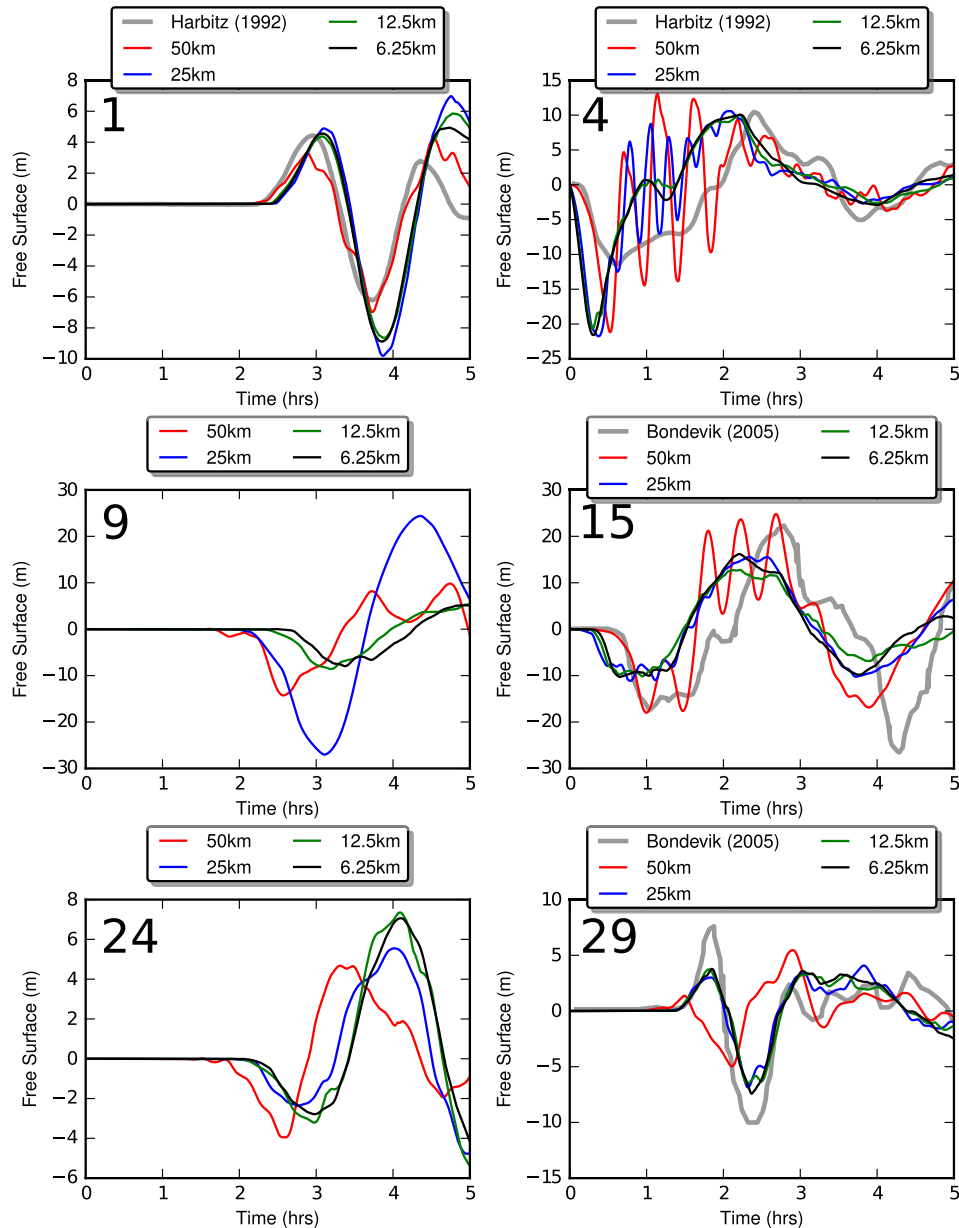 Harbitz (1992)
50km
25km
12.5km
6.25km
1
Free Surface (m)
8
6
4
2
0
−2
−4
−6
−8
−10
0 1 2 3 4 5
Time (hrs)
Harbitz (1992)
50km
25km
12.5km
6.25km
4
Free Surface (m)
15
10
5
0
−5
−10
−15
−20
−25
0 1 2 3 4 5
Time (hrs)
50km
25km
12.5km
6.25km
9
Free Surface (m)
30
20
10
0
−10
−20
−30
0 1 2 3 4 5
Time (hrs)
Bondevik (2005)
50km
25km
12.5km
6.25km
15
Free Surface (m)
30
20
10
0
−10
−20
−30
0 1 2 3 4 5
Time (hrs)
50km
25km
12.5km
6.25km
24
Free Surface (m)
8
6
4
2
0
−2
−4
−6
0 1 2 3 4 5
Time (hrs)
Bondevik (2005)
50km
25km
12.5km
6.25km
29
Free Surface (m)
10
5
0
−5
−10
−15
0 1 2 3 4 5
Time (hrs)